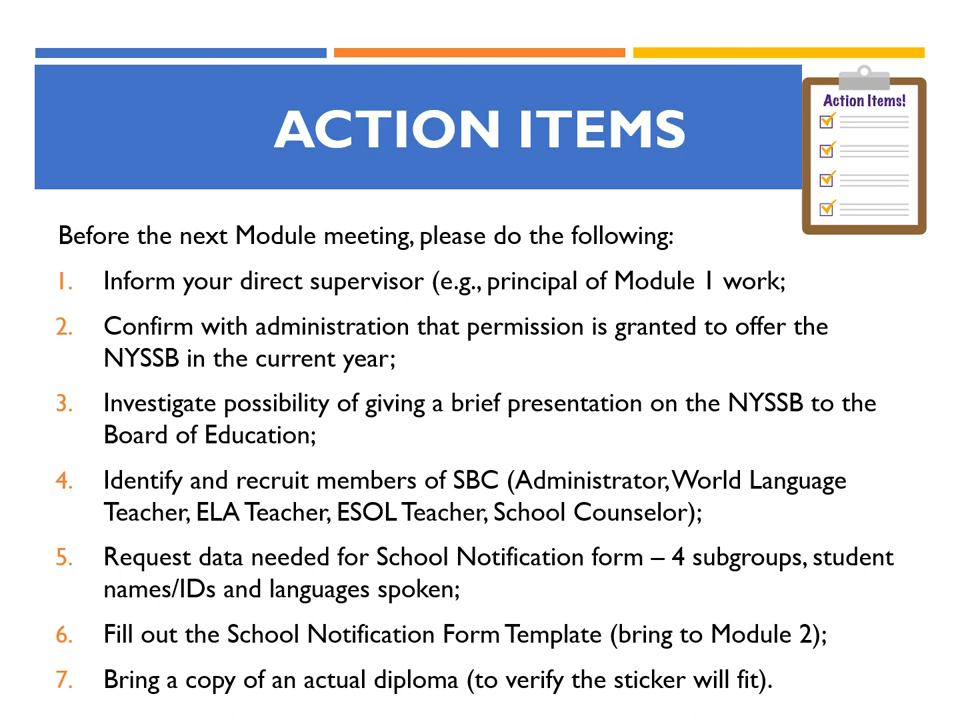 ACTION ITEMS
Action Items!
Before the next Module meeting, please do the following:
1. Inform your direct supervisor (e.g., principal of Module 1 work;
2. Confirm with administration that permission is granted to offer the
NYSSB in the current year;
3. Investigate possibility of giving a brief presentation on the NYSSB to the
Board of Education;
4. Identify and recruit members of SBC (Administrator, World Language
Teacher, ELA Teacher, ESOL Teacher, School Counselor);
5. Request data needed for School Notification form – 4 subgroups, student
names/IDs and languages spoken;
6. Fill out the School Notification Form Template (bring to Module 2);
7. Bring a copy of an actual diploma (to verify the sticker will fit).